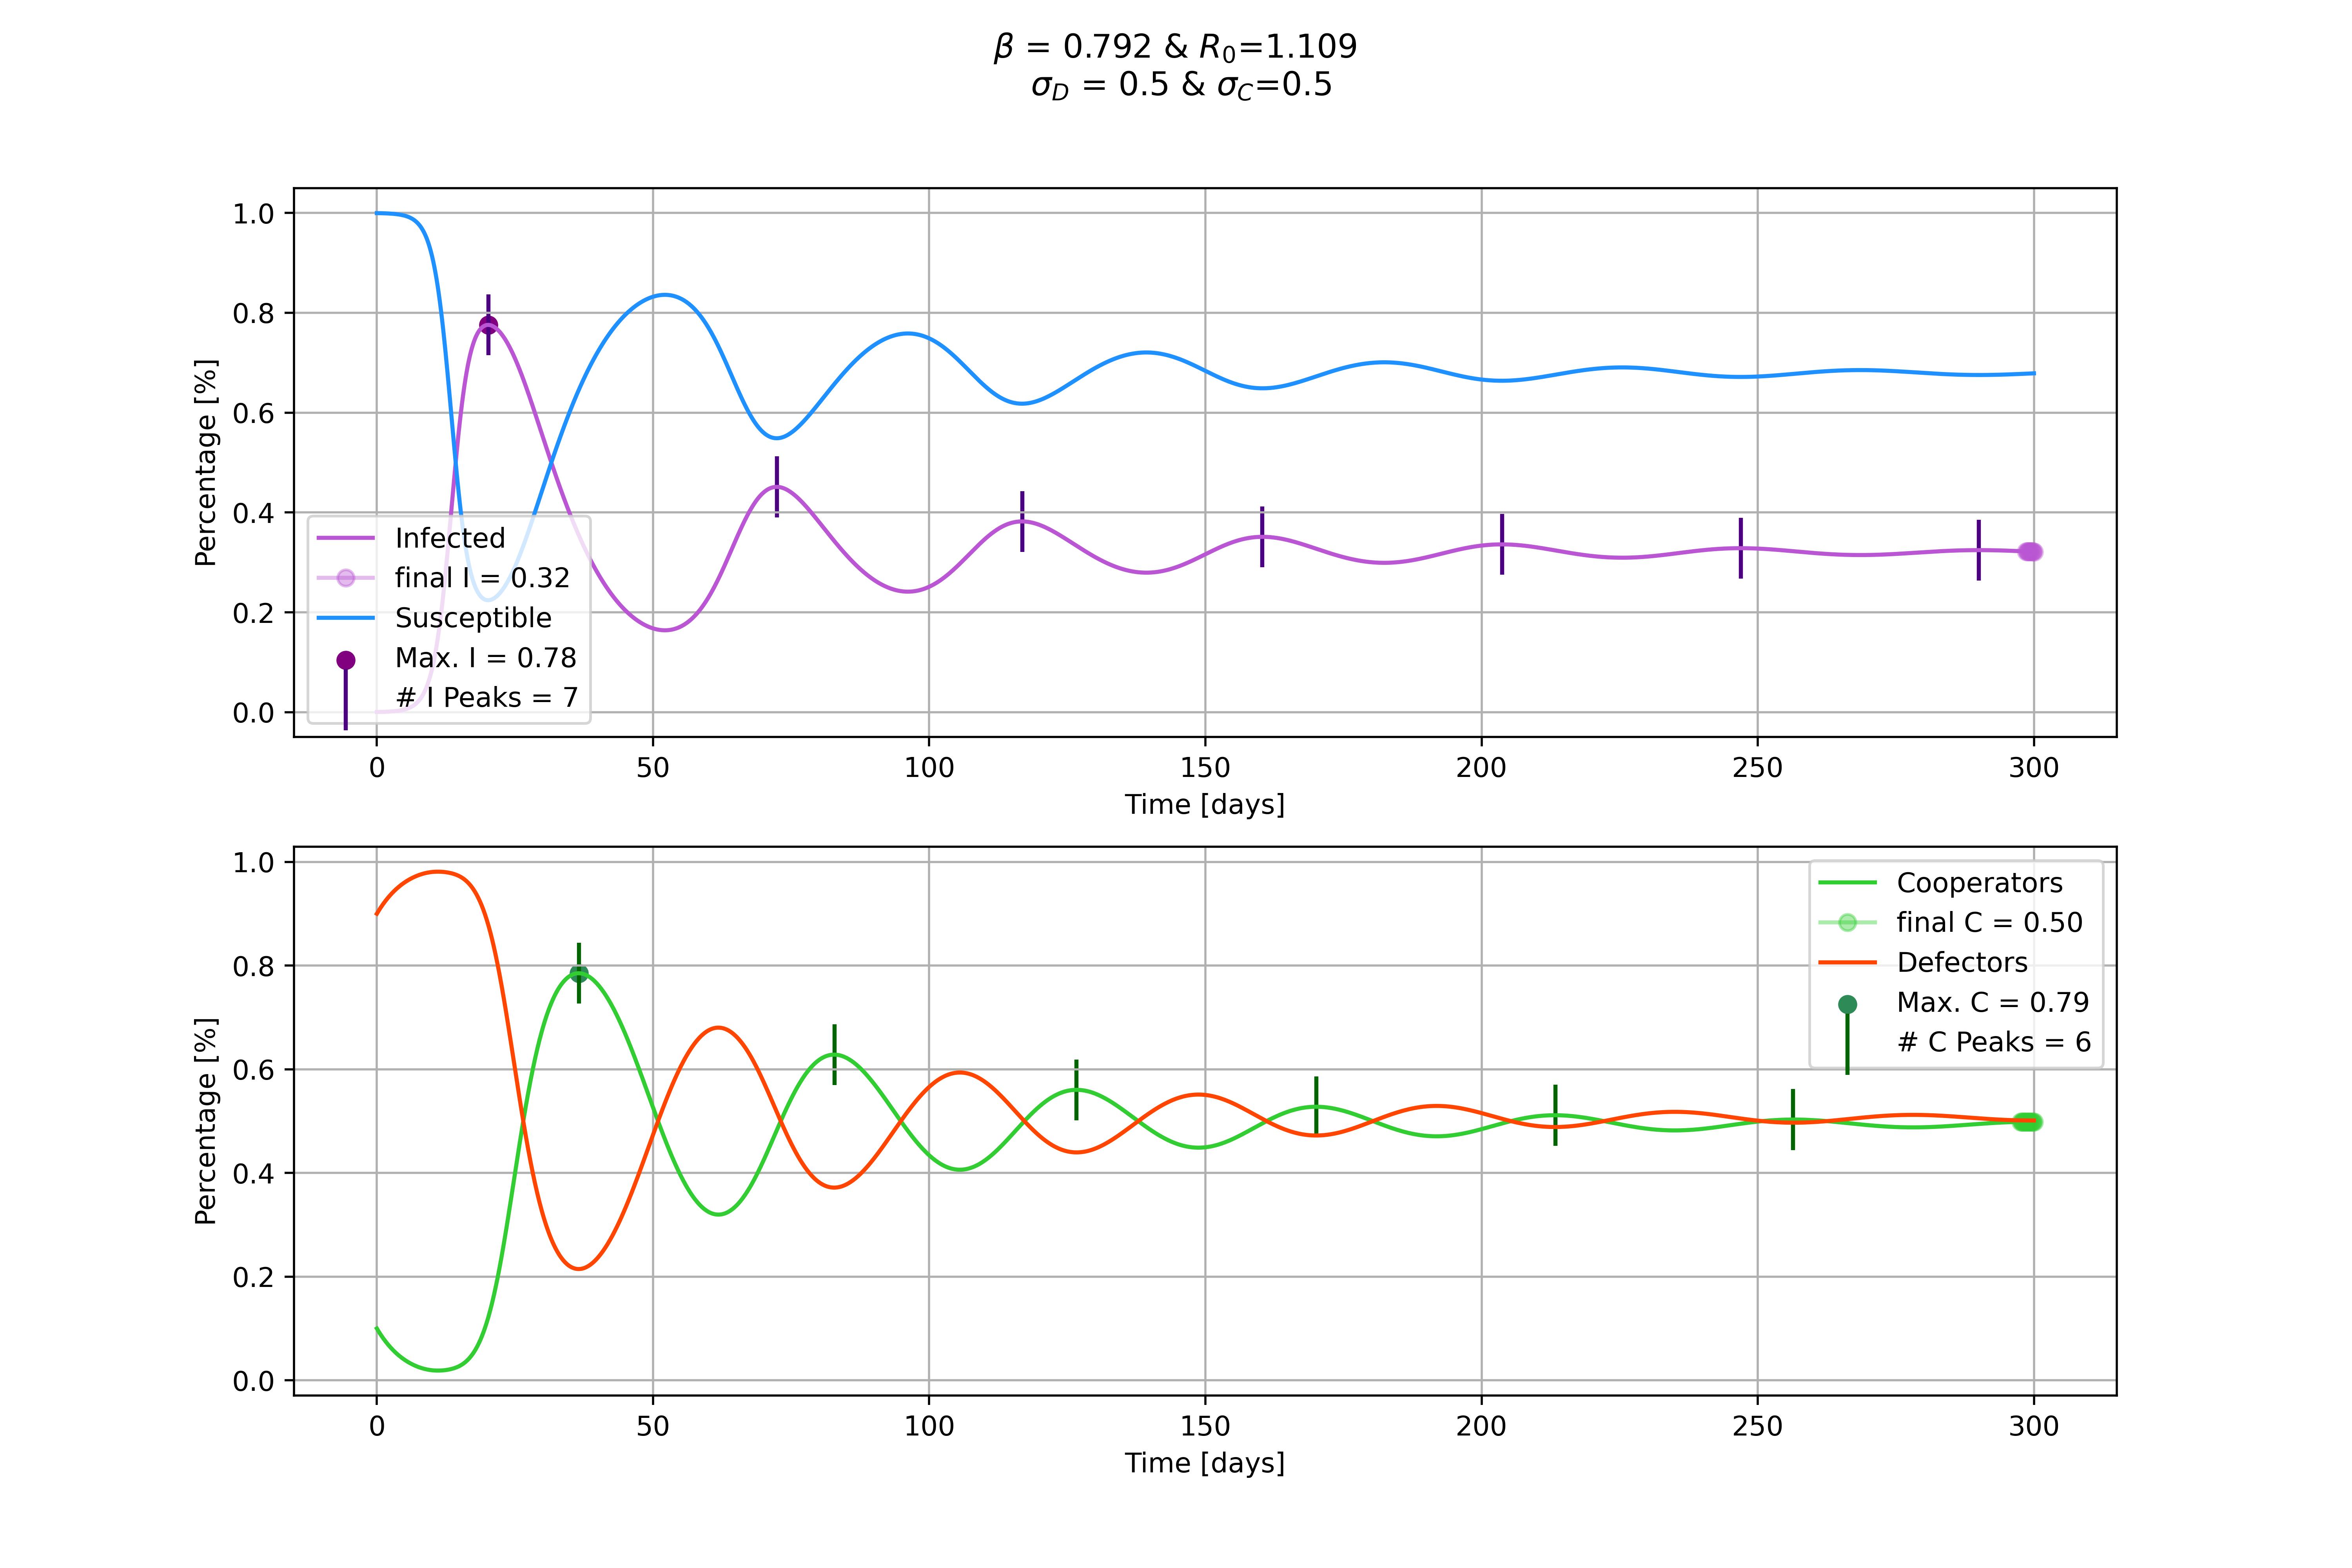 β = 0.792 & R₀=1.109
σ_D = 0.5 & σ_C=0.5
1.0
0.8
0.6
0.4
0.2
0.0
Percentage [%]
Infected
final I = 0.32
Susceptible
Max. I = 0.78
# I Peaks = 7
0 50 100 150 200 250 300
Time [days]
1.0
0.8
0.6
0.4
0.2
0.0
Percentage [%]
Cooperators
final C = 0.50
Defectors
Max. C = 0.79
# C Peaks = 6
0 50 100 150 200 250 300
Time [days]